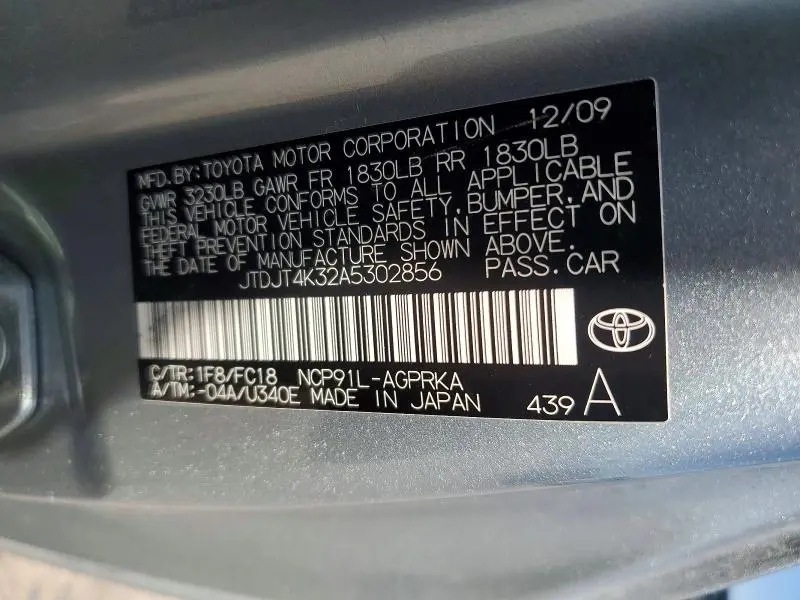 MFD.BY:TOYOTA MOTOR CORPORATION 12/09
GVWR 3230LB GAWR FR 1830LB RR 1830LB
THIS VEHICLE CONFORMS TO ALL APPLICABLE
FEDERAL MOTOR VEHICLE SAFETY,BUMPER,AND
THEFT PREVENTION STANDARDS IN EFFECT ON
THE DATE OF MANUFACTURE SHOWN ABOVE.
JTDJT4K32A5302856 PASS.CAR
C/TR:1F8/FC18 NCP91L-AGPRKA
A/TM:-04A/U340E MADE IN JAPAN 439 A